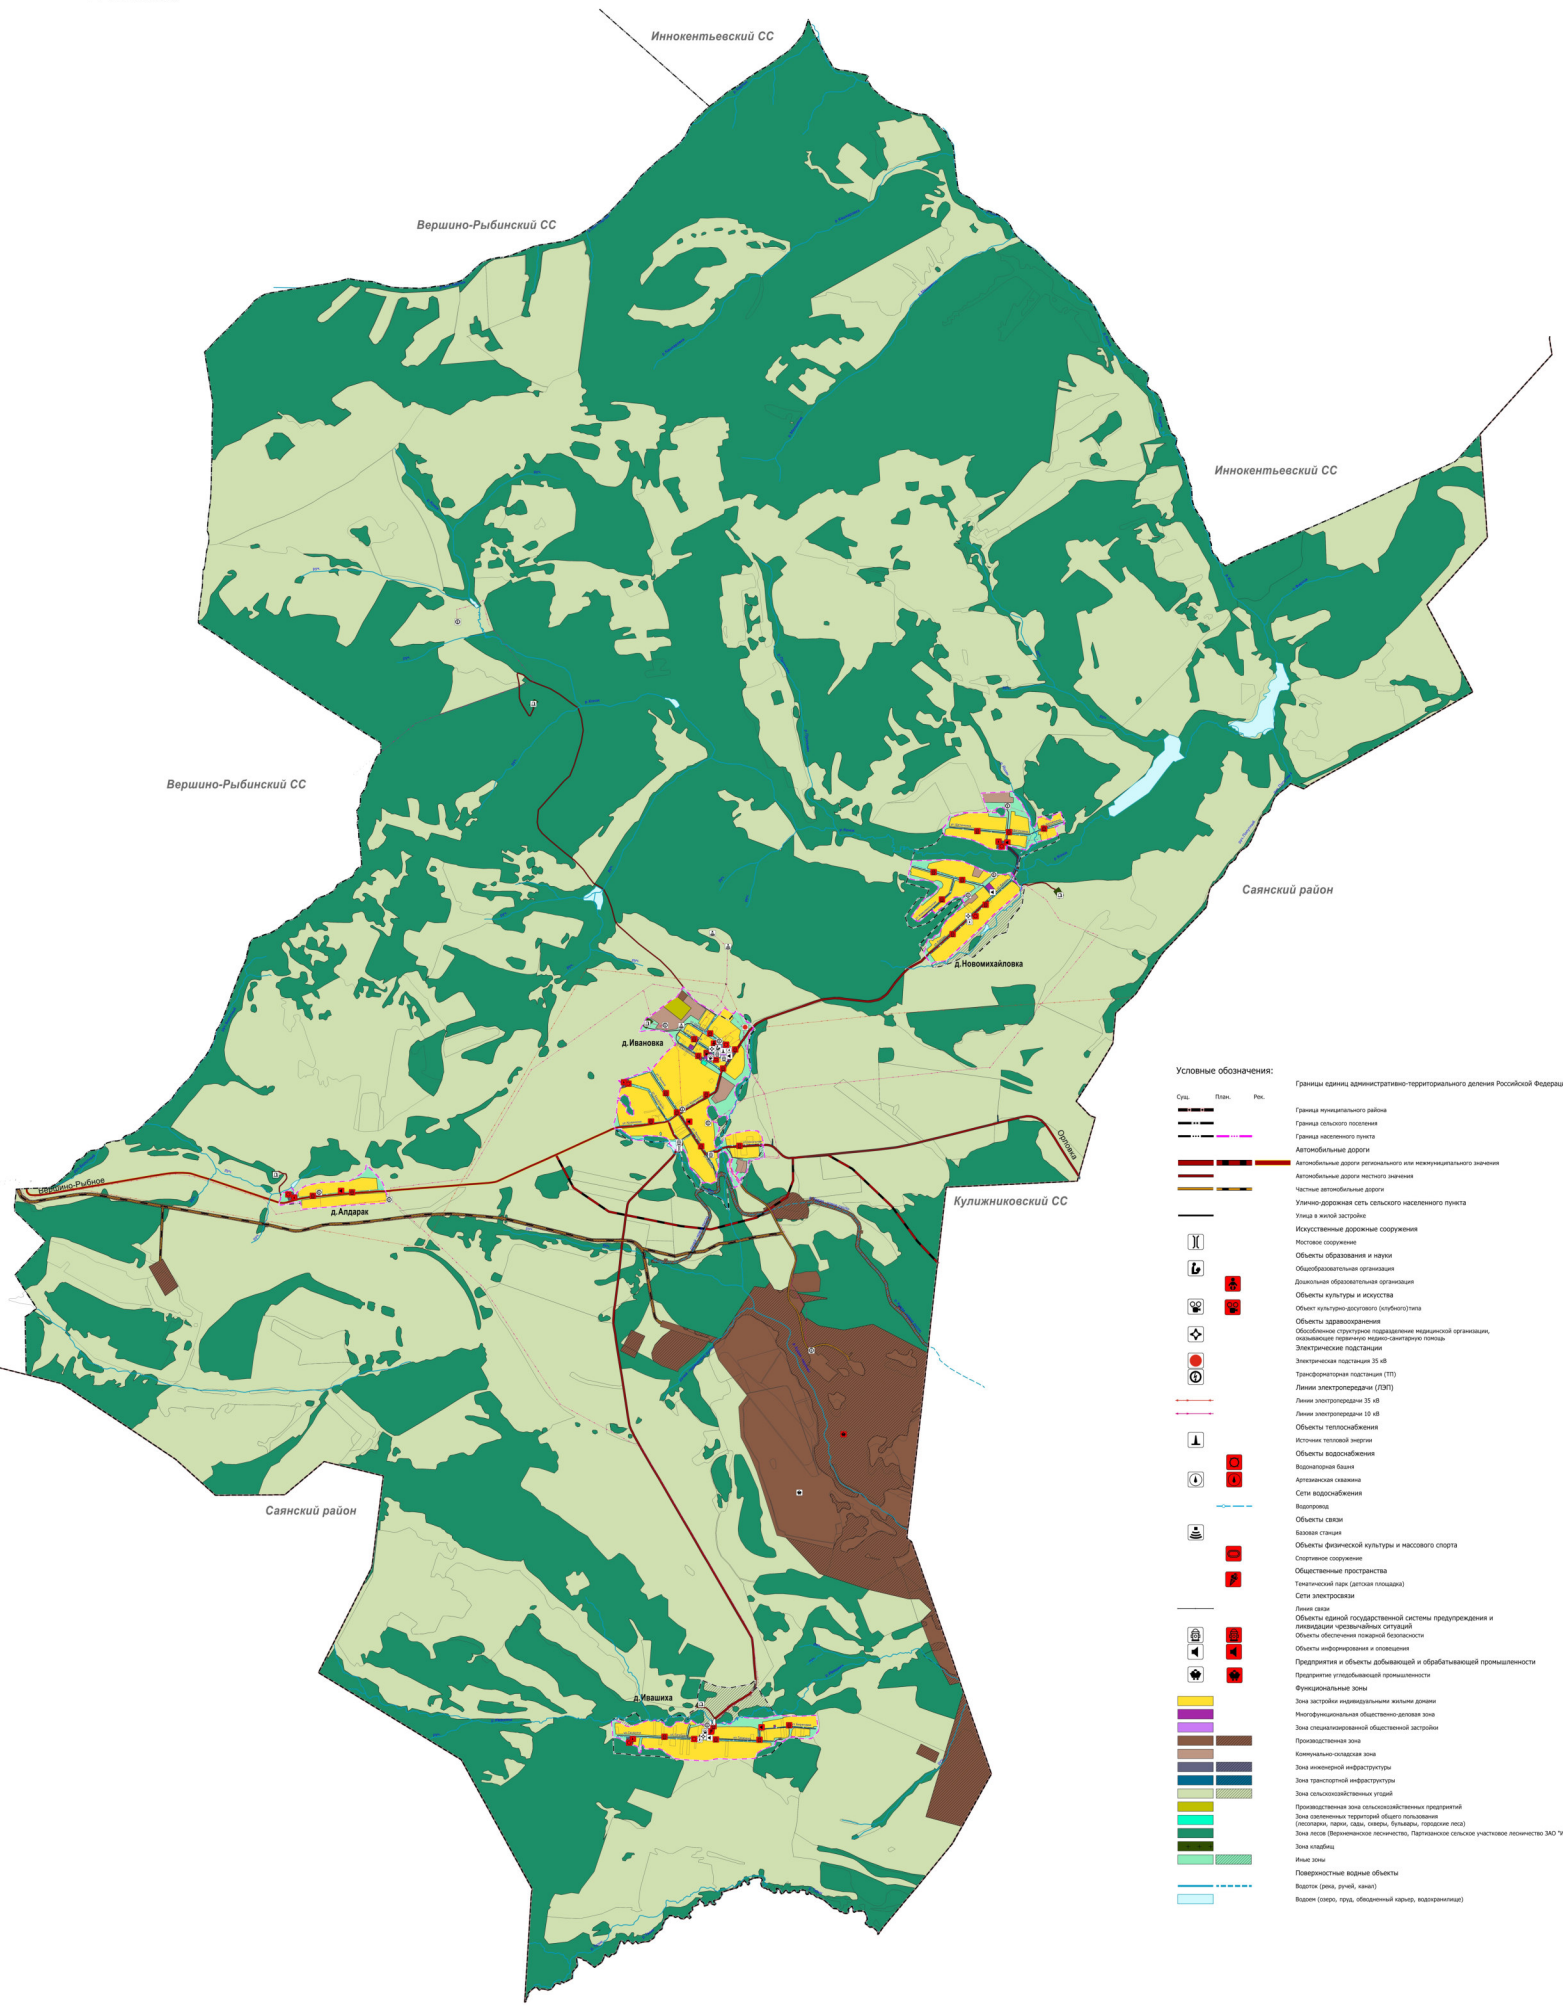 Иннокентьевский СС
Вершино-Рыбинский СС
Иннокентьевский СС
Вершино-Рыбинский СС
Саянский район
д.Новомихайловка
д.Ивановка
Орловка
Вершино-Рыбное
д.Алдарак
Кулижниковский СС
Саянский район
д.Ивашиха
Условные обозначения:
Границы единиц административно-территориального деления Российской Федерац
Сущ. План. Рек.
Граница муниципального района
Граница сельского поселения
Граница населенного пункта
Автомобильные дороги
Автомобильные дороги регионального или межмуниципального значения
Автомобильные дороги местного значения
Частные автомобильные дороги
Улично-дорожная сеть сельского населенного пункта
Улица в жилой застройке
Искусственные дорожные сооружения
Мостовое сооружение
Объекты образования и науки
Общеобразовательная организация
Дошкольная образовательная организация
Объекты культуры и искусства
Объект культурно-досугового (клубного)типа
Объекты здравоохранения
Обособленное структурное подразделение медицинской организации,
оказывающее первичную медико-санитарную помощь
Электрические подстанции
Электрическая подстанция 35 кВ
Трансформаторная подстанция (ТП)
Линии электропередачи (ЛЭП)
Линии электропередачи 35 кВ
Линии электропередачи 10 кВ
Объекты теплоснабжения
Источник тепловой энергии
Объекты водоснабжения
Водонапорная башня
Артезианская скважина
Сети водоснабжения
Водопровод
Объекты связи
Базовая станция
Объекты физической культуры и массового спорта
Спортивное сооружение
Общественные пространства
Тематический парк (детская площадка)
Сети электросвязи
Линия связи
Объекты единой государственной системы предупреждения и
ликвидации чрезвычайных ситуаций
Объекты обеспечения пожарной безопасности
Объекты информирования и оповещения
Предприятия и объекты добывающей и обрабатывающей промышленности
Предприятие угледобывающей промышленности
Функциональные зоны
Зона застройки индивидуальными жилыми домами
Многофункциональная общественно-деловая зона
Зона специализированной общественной застройки
Производственная зона
Коммунально-складская зона
Зона инженерной инфраструктуры
Зона транспортной инфраструктуры
Зона сельскохозяйственных угодий
Производственная зона сельскохозяйственных предприятий
Зона озелененных территорий общего пользования
(лесопарки, парки, сады, скверы, бульвары, городские леса)
Зона лесов (Верхнеманское лесничество, Партизанское сельское участковое лесничество ЗАО "И
Зона кладбищ
Иные зоны
Поверхностные водные объекты
Водоток (река, ручей, канал)
Водоем (озеро, пруд, обводненный карьер, водохранилище)